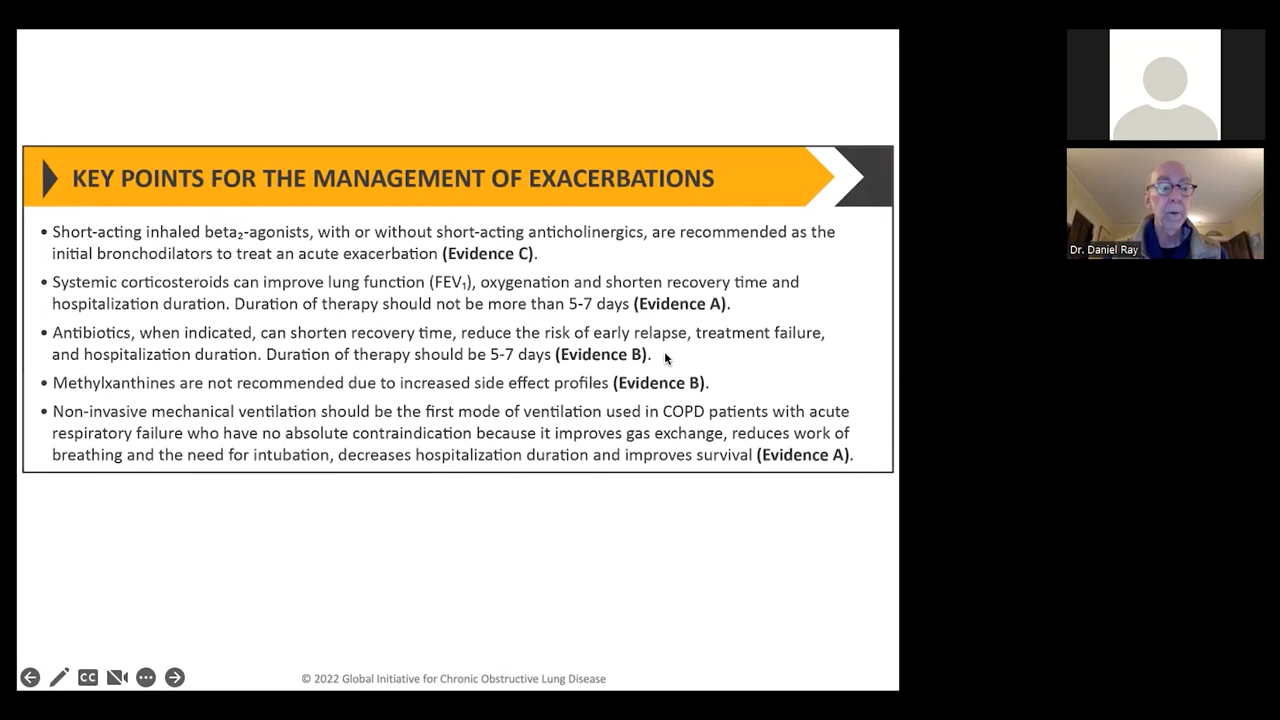 KEY POINTS FOR THE MANAGEMENT OF EXACERBATIONS
• Short-acting inhaled beta₂-agonists, with or without short-acting anticholinergics, are recommended as the
initial bronchodilators to treat an acute exacerbation (Evidence C).
• Systemic corticosteroids can improve lung function (FEV₁), oxygenation and shorten recovery time and
hospitalization duration. Duration of therapy should not be more than 5-7 days (Evidence A).
• Antibiotics, when indicated, can shorten recovery time, reduce the risk of early relapse, treatment failure,
and hospitalization duration. Duration of therapy should be 5-7 days (Evidence B).
• Methylxanthines are not recommended due to increased side effect profiles (Evidence B).
• Non-invasive mechanical ventilation should be the first mode of ventilation used in COPD patients with acute
respiratory failure who have no absolute contraindication because it improves gas exchange, reduces work of
breathing and the need for intubation, decreases hospitalization duration and improves survival (Evidence A).
CC
© 2022 Global Initiative for Chronic Obstructive Lung Disease
Dr. Daniel Ray